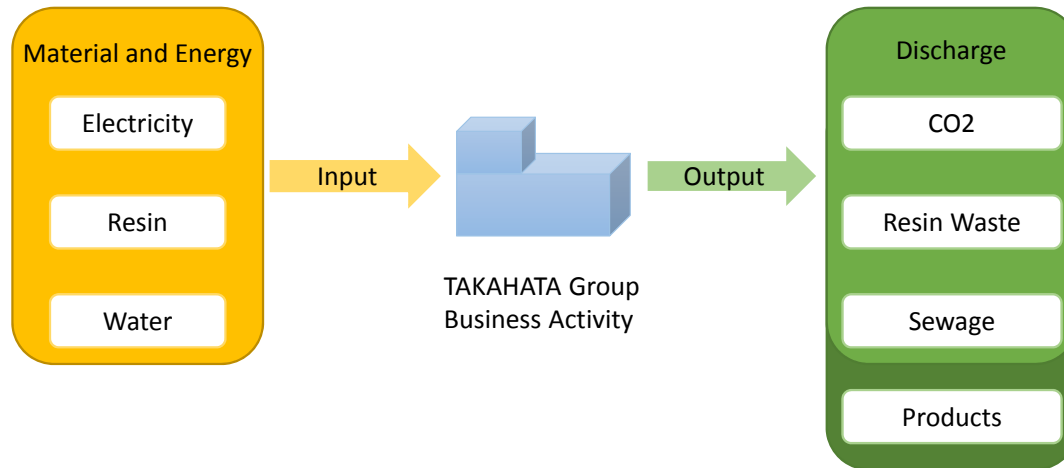 Material and Energy
Electricity
Resin
Water
Input
TAKAHATA Group
Business Activity
Output
Discharge
CO2
Resin Waste
Sewage
Products